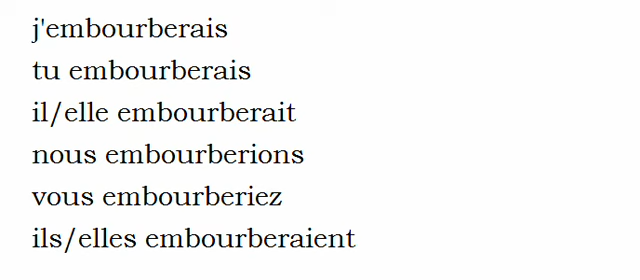 j'embourberais
tu embourberais
il/elle embourberait
nous embourberions
vous embourberiez
ils/elles embourberaient